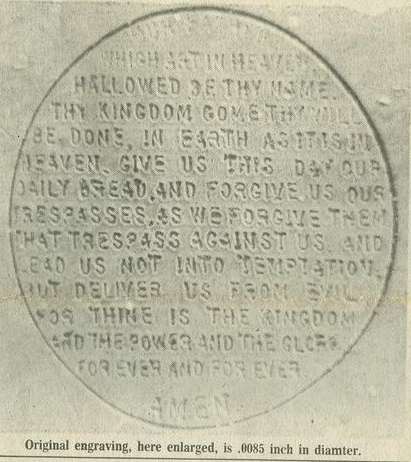 WHICH ART IN HEAVEN
HALLOWED BE THY NAME.
THY KINGDOM COME THY WILL
BE DONE, IN EARTH AS IT IS IN
HEAVEN. GIVE US THIS DAY OUR
DAILY BREAD, AND FORGIVE US OUR
TRESPASSES, AS WE FORGIVE THEM
THAT TRESPASS AGAINST US. AND
LEAD US NOT INTO TEMPTATION,
BUT DELIVER US FROM EVIL,
FOR THINE IS THE KINGDOM
AND THE POWER AND THE GLORY
FOR EVER AND FOR EVER
AMEN
Original engraving, here enlarged, is .0085 inch in diamter.